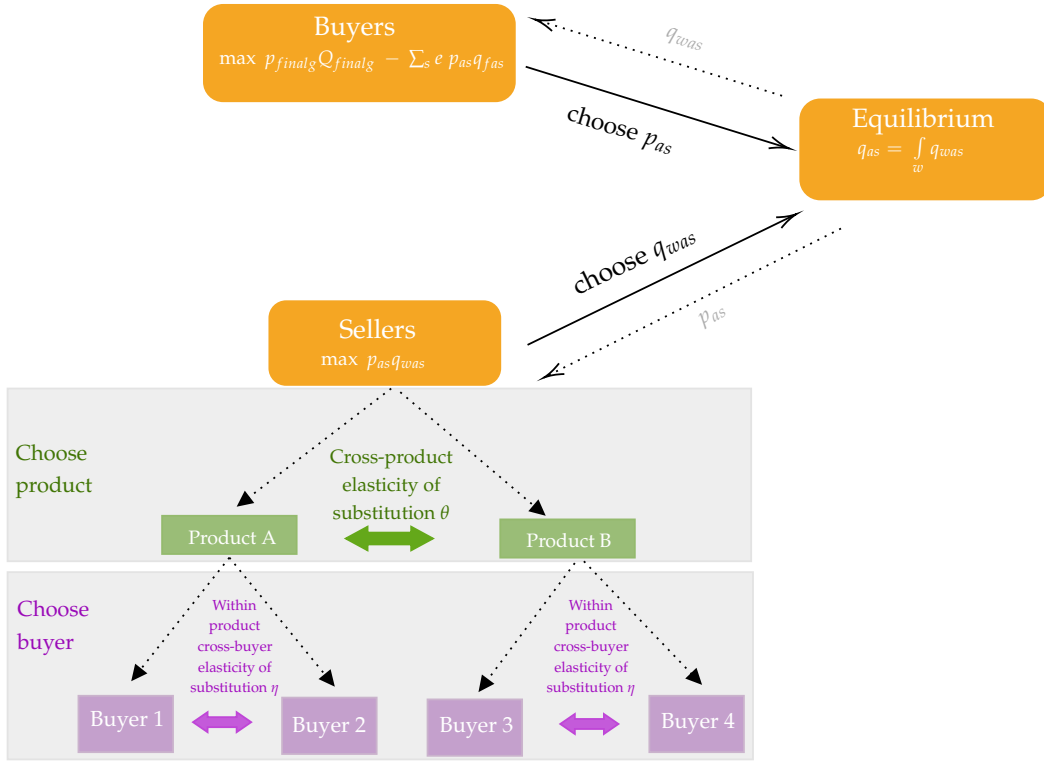 Buyers
max p_{finalg}Q_{finalg} − ∑_s e p_{as}q_{fas}
q_{was}
choose p_{as}
Equilibrium
q_{as} = ∫_w q_{was}
choose q_{was}
p_{as}
Sellers
max p_{as}q_{was}
Choose
product
Cross-product
elasticity of
substitution θ
Product A
Product B
Choose
buyer
Within
product
cross-buyer
elasticity of
substitution η
Within
product
cross-buyer
elasticity of
substitution η
Buyer 1
Buyer 2
Buyer 3
Buyer 4